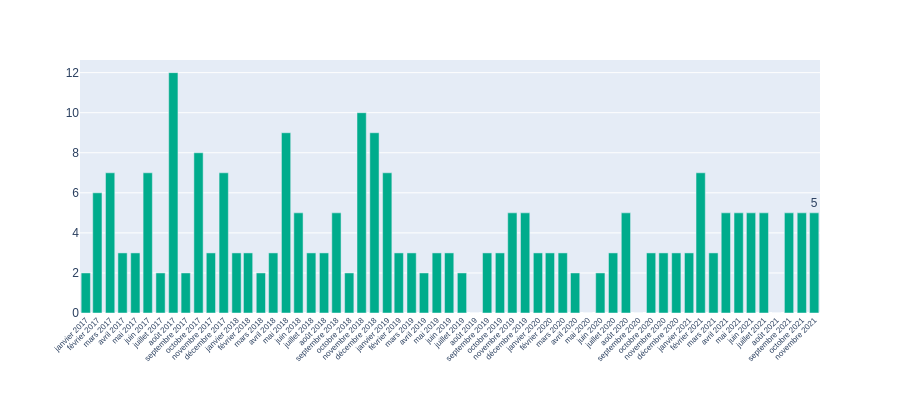 12
10
8
6
4
2
0
5
janvier 2017
février 2017
mars 2017
avril 2017
mai 2017
juin 2017
juillet 2017
août 2017
septembre 2017
octobre 2017
novembre 2017
décembre 2017
janvier 2018
février 2018
mars 2018
avril 2018
mai 2018
juin 2018
juillet 2018
août 2018
septembre 2018
octobre 2018
novembre 2018
décembre 2018
janvier 2019
février 2019
mars 2019
avril 2019
mai 2019
juin 2019
juillet 2019
août 2019
septembre 2019
octobre 2019
novembre 2019
décembre 2019
janvier 2020
février 2020
mars 2020
avril 2020
mai 2020
juin 2020
juillet 2020
août 2020
septembre 2020
octobre 2020
novembre 2020
décembre 2020
janvier 2021
février 2021
mars 2021
avril 2021
mai 2021
juin 2021
juillet 2021
août 2021
septembre 2021
octobre 2021
novembre 2021